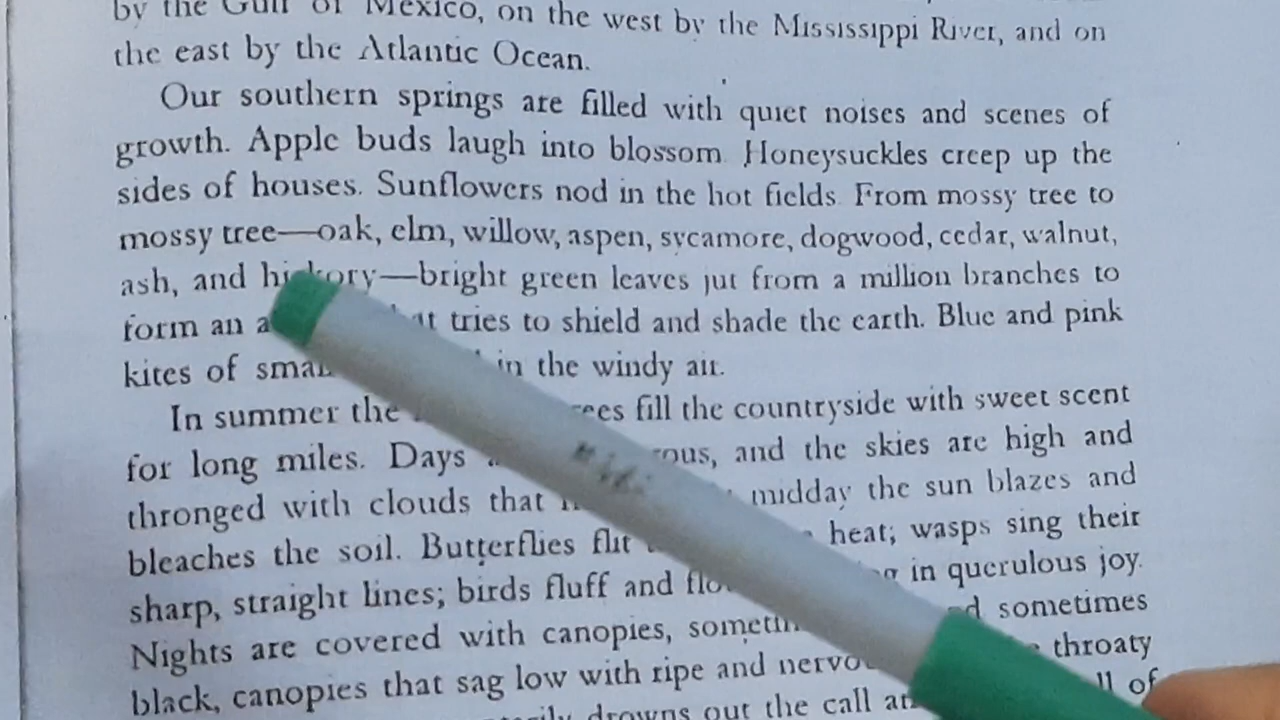 by the Gulf of Mexico, on the west by the Mississippi River, and on
the east by the Atlantic Ocean.
Our southern springs are filled with quiet noises and scenes of
growth. Apple buds laugh into blossom. Honeysuckles creep up the
sides of houses. Sunflowers nod in the hot fields. From mossy tree to
mossy tree—oak, elm, willow, aspen, sycamore, dogwood, cedar, walnut,
ash, and hickory—bright green leaves jut from a million branches to
form an tries to shield and shade the earth. Blue and pink
kites of in the windy air.
In summer the fill the countryside with sweet scent
for long miles. Days and the skies are high and
thronged with clouds that midday the sun blazes and
bleaches the soil. Butterflies flit heat; wasps sing their
sharp, straight lines; birds fluff and in querulous joy.
Nights are covered with canopies, sometimes
black, canopies that sag low with ripe and throaty
drowns out the call of